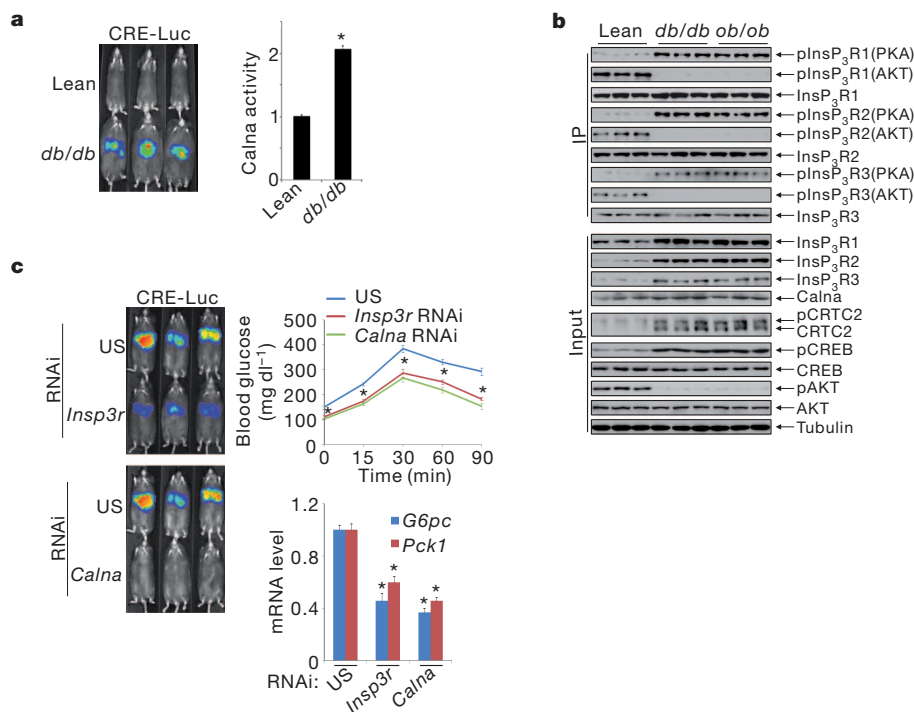 a
CRE-Luc
Lean
db/db
Calna activity
2
1
0
*
Lean
db/db
b
Lean db/db ob/ob
IP
pInsP3R1(PKA)
pInsP3R1(AKT)
InsP3R1
pInsP3R2(PKA)
pInsP3R2(AKT)
InsP3R2
pInsP3R3(PKA)
pInsP3R3(AKT)
InsP3R3
Input
InsP3R1
InsP3R2
InsP3R3
Calna
pCRTC2
CRTC2
pCREB
CREB
pAKT
AKT
Tubulin
c
CRE-Luc
RNAi
US
Insp3r
RNAi
US
Calna
US
Insp3r RNAi
Calna RNAi
Blood glucose
(mg dl−1)
500
400
300
200
100
0
* * * * *
0 15 30 60 90
Time (min)
mRNA level
1.2
0.8
0.4
0
G6pc
Pck1
* * * *
RNAi: US Insp3r Calna